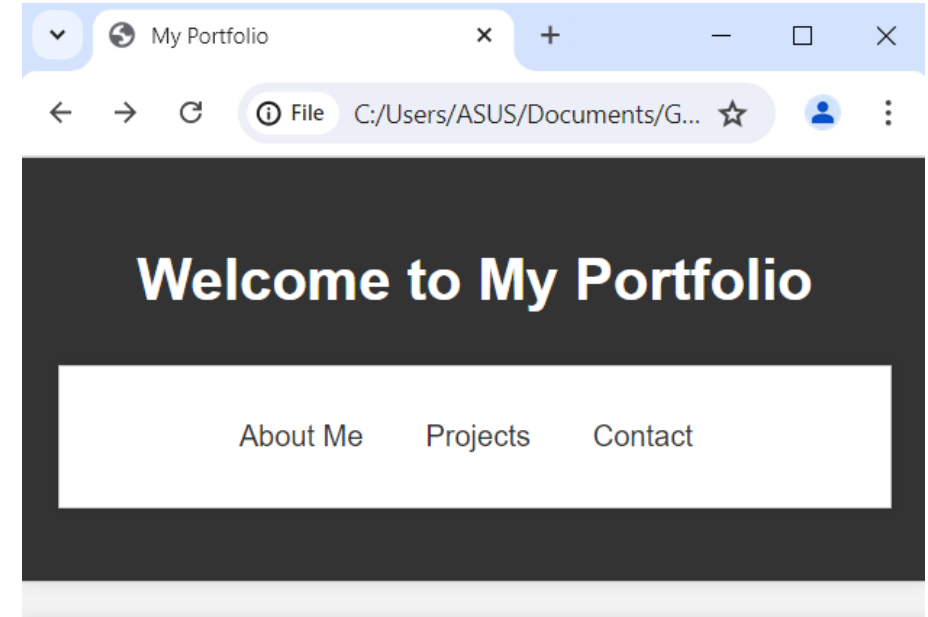 My Portfolio
File C:/Users/ASUS/Documents/G...
Welcome to My Portfolio
About Me Projects Contact